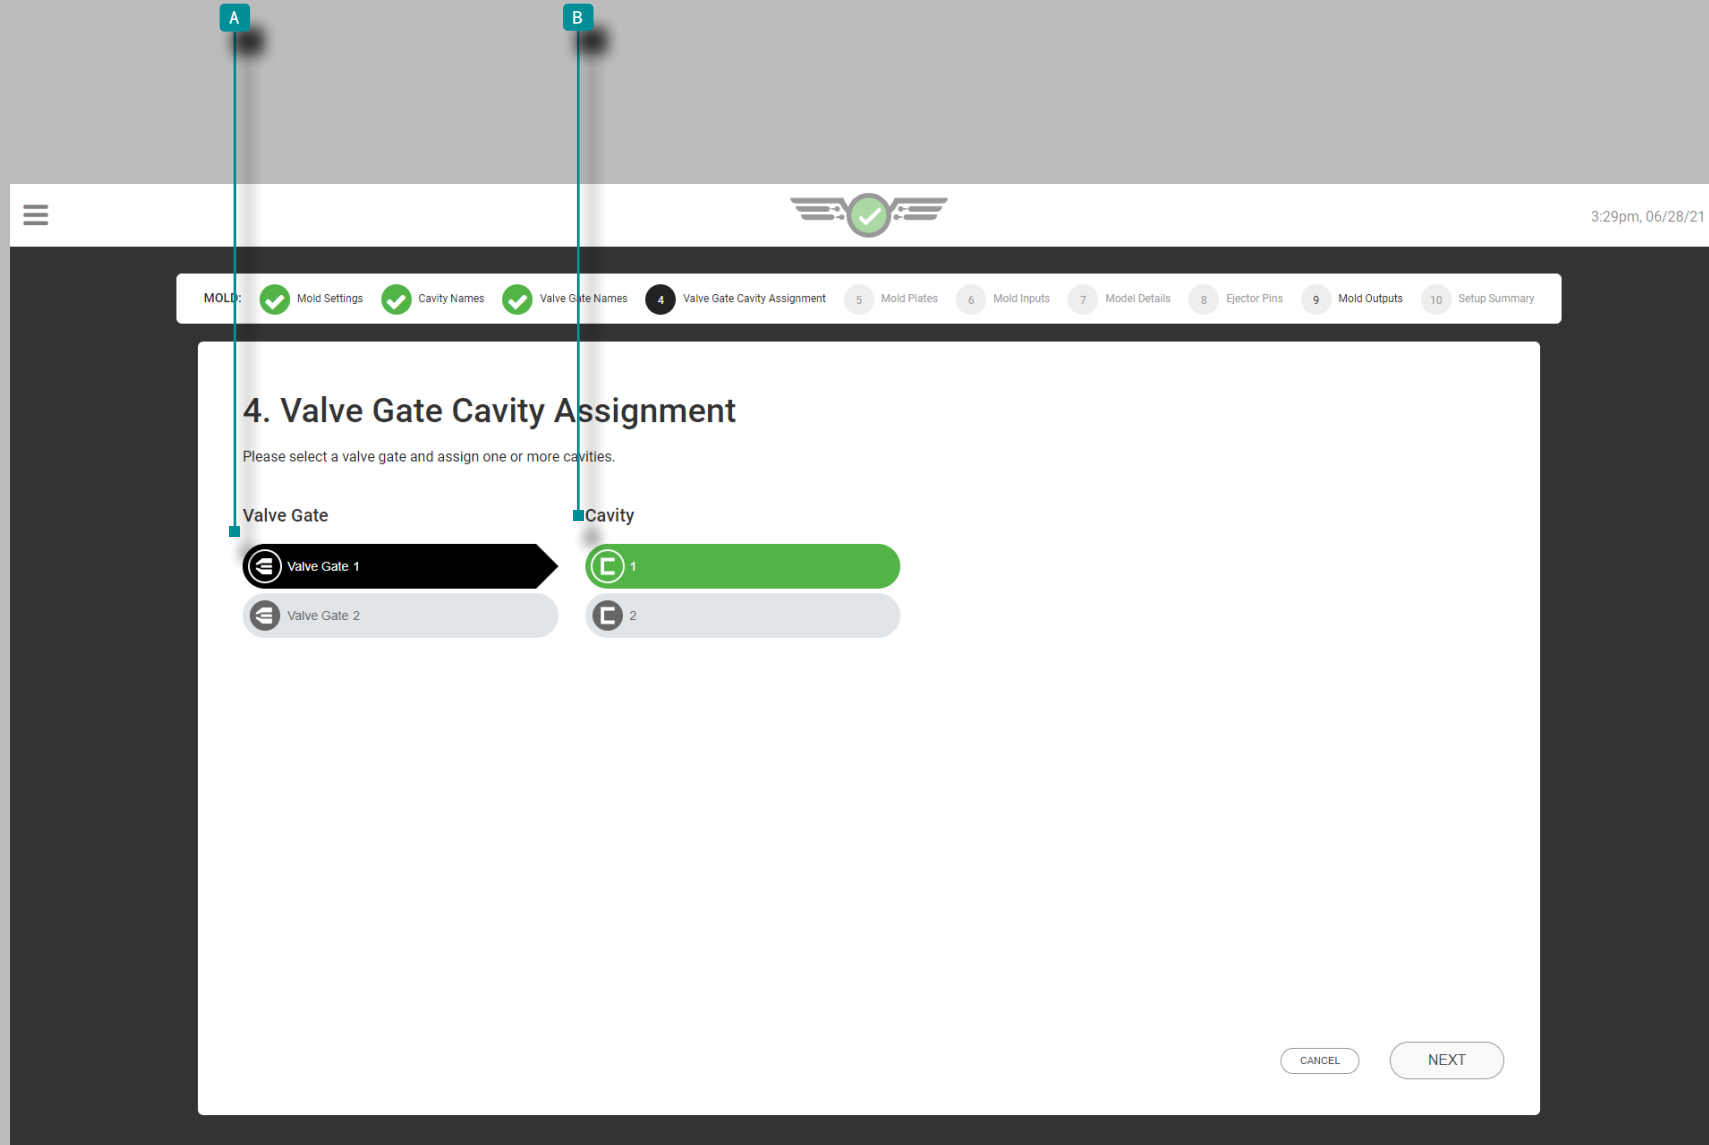 A B
3:29pm, 06/28/21
MOLD: Mold Settings Cavity Names Valve Gate Names 4 Valve Gate Cavity Assignment 5 Mold Plates 6 Mold Inputs 7 Model Details 8 Ejector Pins 9 Mold Outputs 10 Setup Summary
4. Valve Gate Cavity Assignment
Please select a valve gate and assign one or more cavities.
Valve Gate Cavity
Valve Gate 1 1
Valve Gate 2 2
CANCEL NEXT